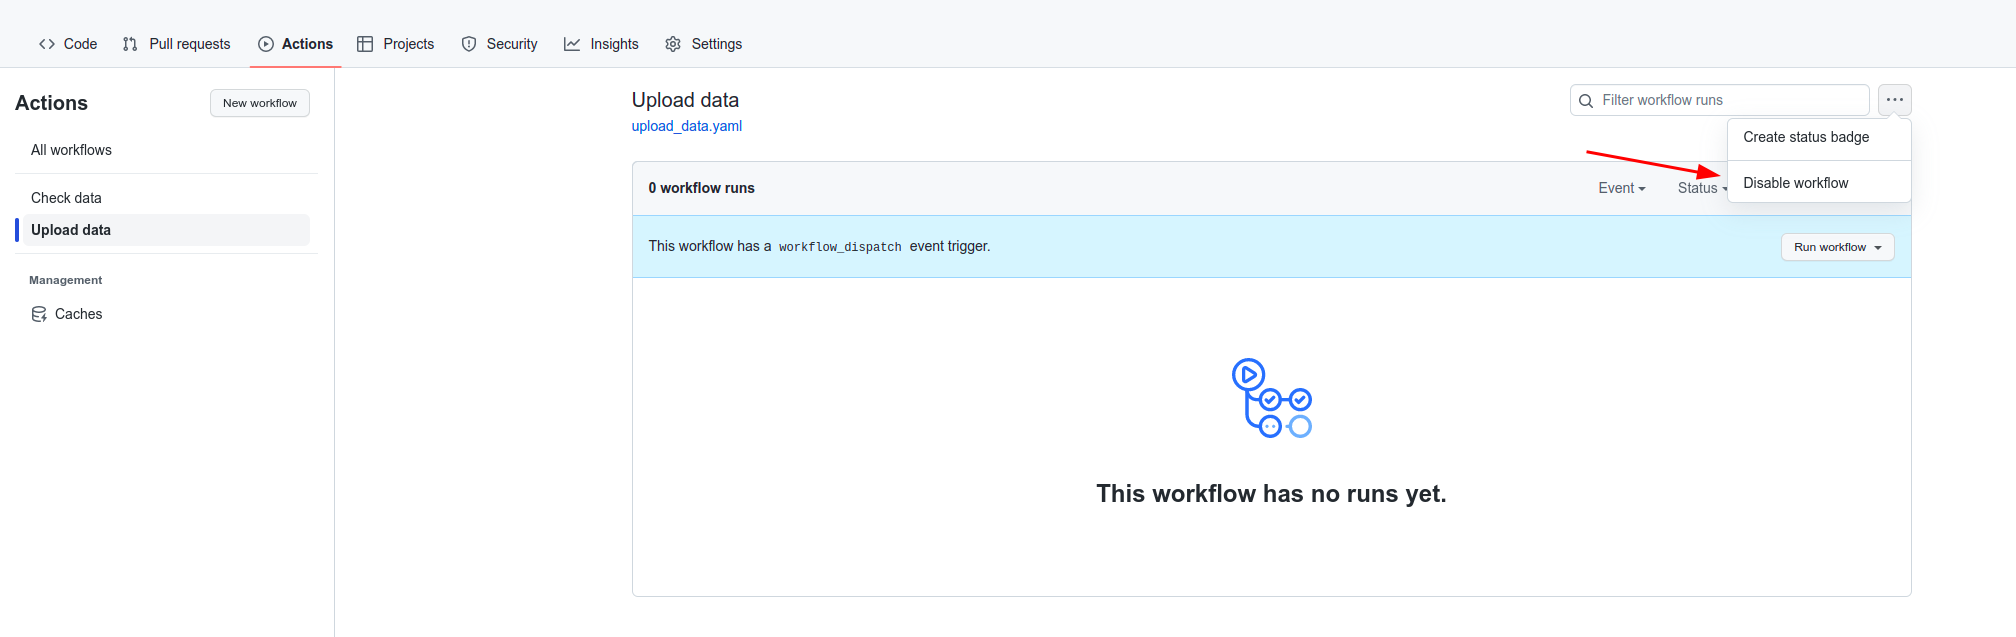 Code Pull requests Actions Projects Security Insights Settings
Actions
New workflow
All workflows
Check data
Upload data
Management
Caches
Upload data
upload_data.yaml
Filter workflow runs
Create status badge
Disable workflow
0 workflow runs
Event Status
This workflow has a workflow_dispatch event trigger.
Run workflow
This workflow has no runs yet.